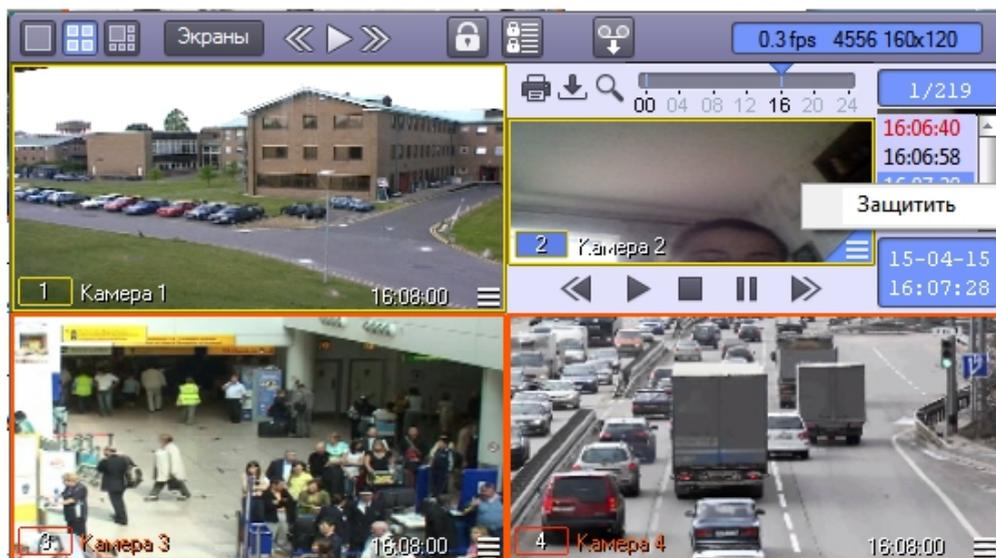 Экраны
0.3 fps 4556 160x120
00 04 08 12 16 20 24
1/219
16:06:40
16:06:58
Защитить
2 Камера 2
15-04-15
16:07:28
1 Камера 1 16:08:00
3 Камера 3 16:08:00
4 Камера 4 16:08:00